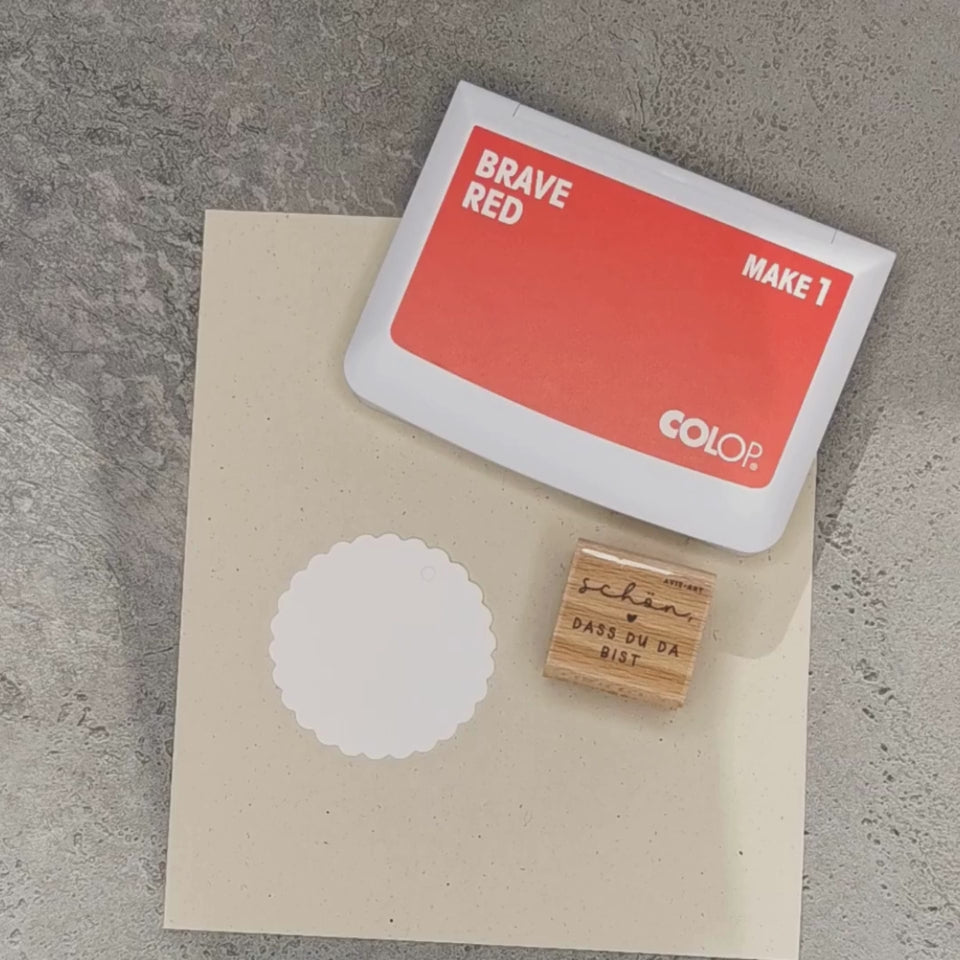 BRAVE
RED
MAKE 1
COLOP®
schön,
DASS DU DA
BIST